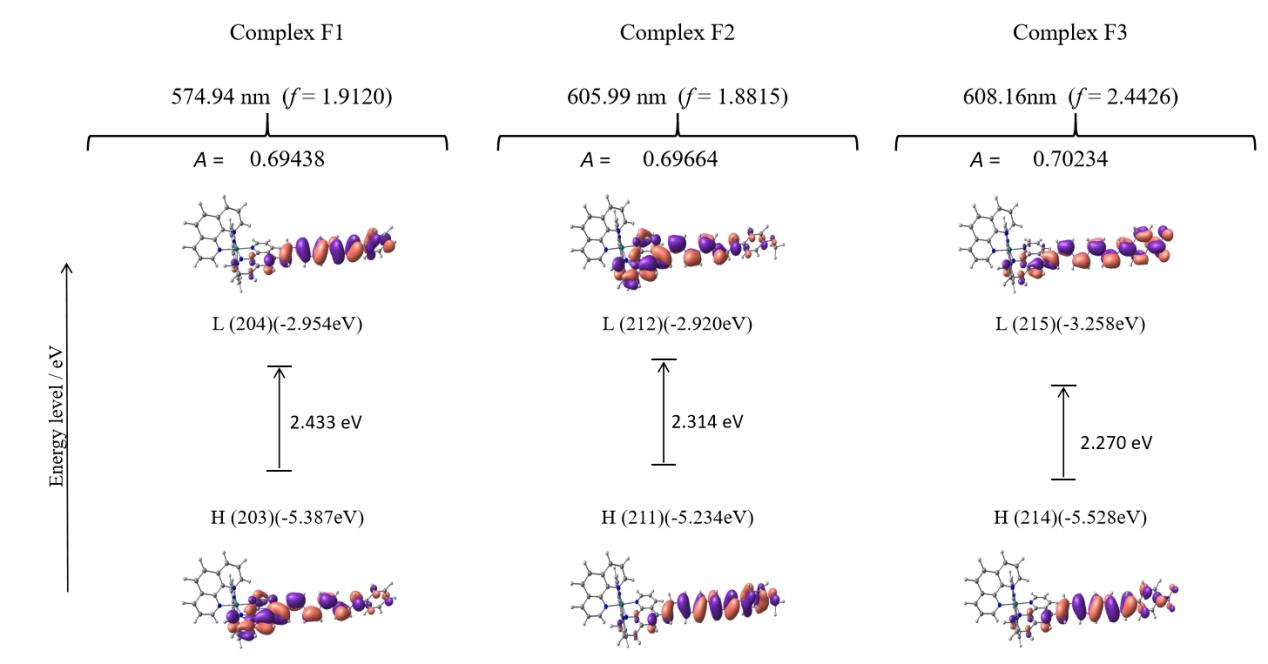 Complex F1
Complex F2
Complex F3
574.94 nm (f = 1.9120)
605.99 nm (f = 1.8815)
608.16nm (f = 2.4426)
A = 0.69438
A = 0.69664
A = 0.70234
L (204)(-2.954eV)
L (212)(-2.920eV)
L (215)(-3.258eV)
Energy level / eV
2.433 eV
2.314 eV
2.270 eV
H (203)(-5.387eV)
H (211)(-5.234eV)
H (214)(-5.528eV)